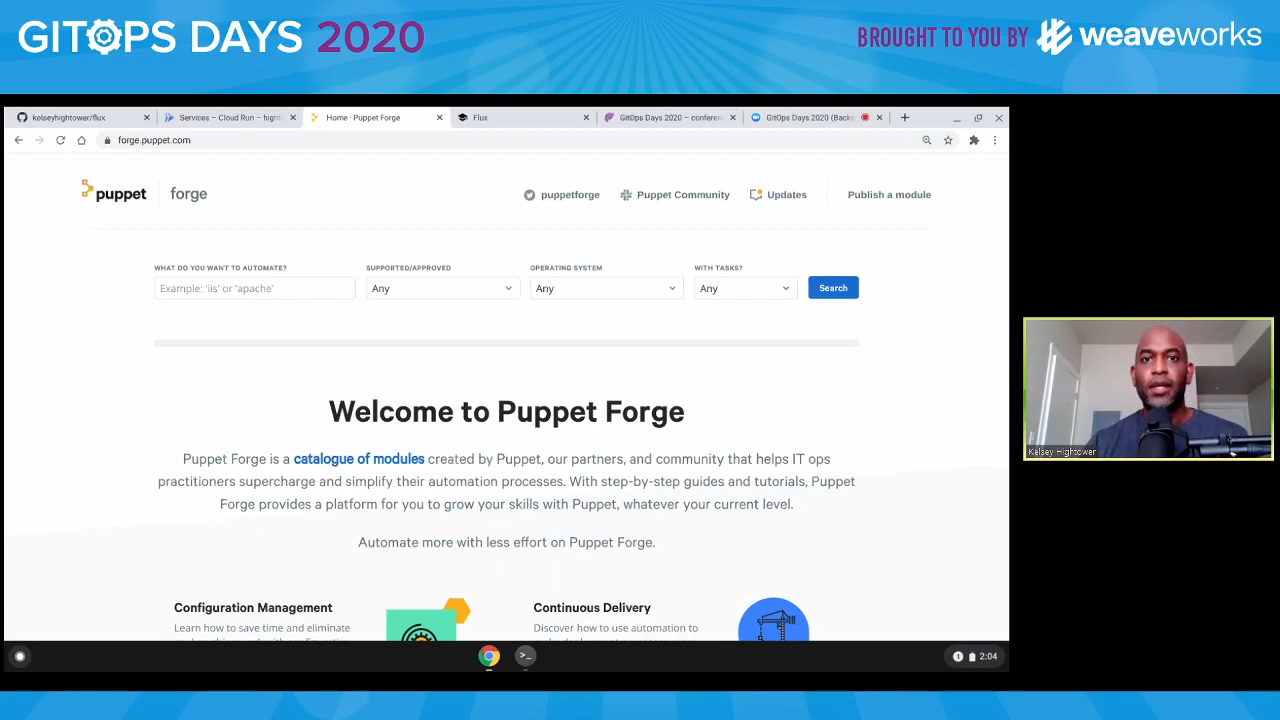 GITOPS DAYS 2020
BROUGHT TO YOU BY weaveworks
kelseyhightower/flux
Services – Cloud Run – high
Home · Puppet Forge
Flux
GitOps Days 2020 – conferen
GitOps Days 2020 (Backs
forge.puppet.com
puppet forge
puppetforge
Puppet Community
Updates
Publish a module
WHAT DO YOU WANT TO AUTOMATE?
SUPPORTED/APPROVED
OPERATING SYSTEM
WITH TASKS?
Example: 'iis' or 'apache'
Any
Any
Any
Search
Welcome to Puppet Forge
Puppet Forge is a catalogue of modules created by Puppet, our partners, and community that helps IT ops
practitioners supercharge and simplify their automation processes. With step-by-step guides and tutorials, Puppet
Forge provides a platform for you to grow your skills with Puppet, whatever your current level.
Automate more with less effort on Puppet Forge.
Configuration Management
Learn how to save time and eliminate
Continuous Delivery
Discover how to use automation to
Kelsey Hightower
1
2:04